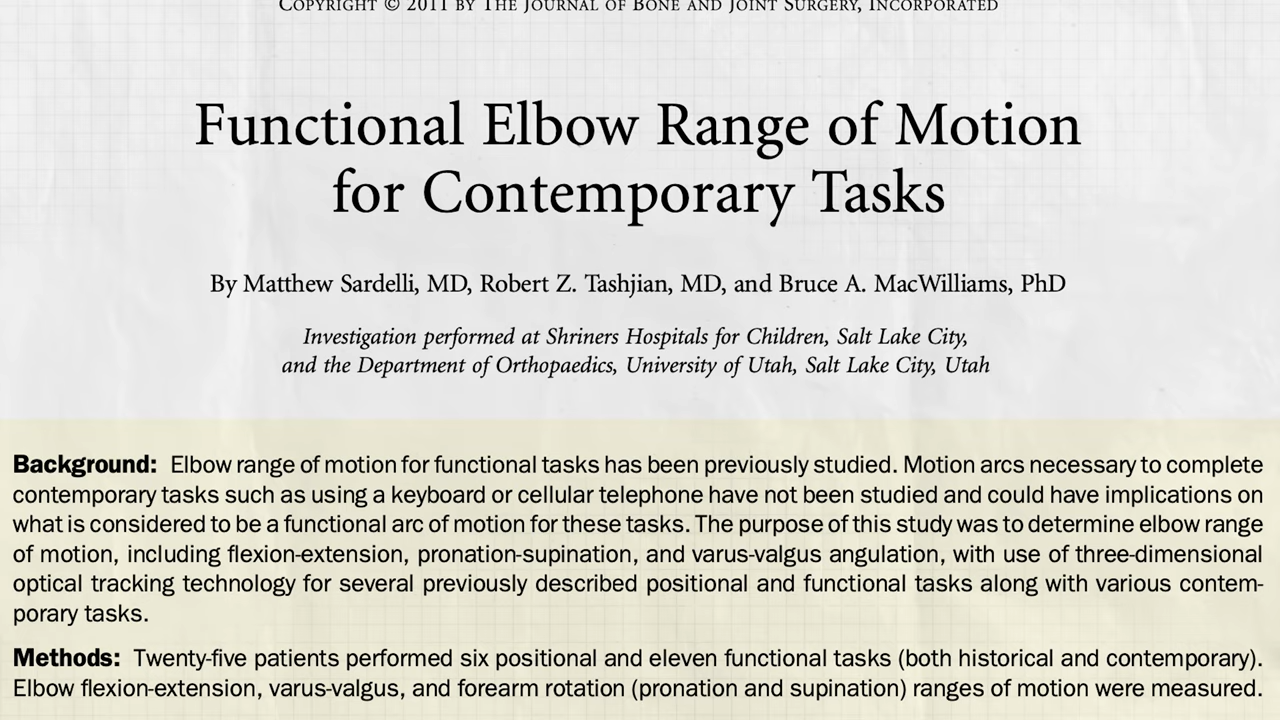 COPYRIGHT © 2011 BY THE JOURNAL OF BONE AND JOINT SURGERY, INCORPORATED
Functional Elbow Range of Motion
for Contemporary Tasks
By Matthew Sardelli, MD, Robert Z. Tashjian, MD, and Bruce A. MacWilliams, PhD
Investigation performed at Shriners Hospitals for Children, Salt Lake City,
and the Department of Orthopaedics, University of Utah, Salt Lake City, Utah
Background: Elbow range of motion for functional tasks has been previously studied. Motion arcs necessary to complete
contemporary tasks such as using a keyboard or cellular telephone have not been studied and could have implications on
what is considered to be a functional arc of motion for these tasks. The purpose of this study was to determine elbow range
of motion, including flexion-extension, pronation-supination, and varus-valgus angulation, with use of three-dimensional
optical tracking technology for several previously described positional and functional tasks along with various contem-
porary tasks.
Methods: Twenty-five patients performed six positional and eleven functional tasks (both historical and contemporary).
Elbow flexion-extension, varus-valgus, and forearm rotation (pronation and supination) ranges of motion were measured.